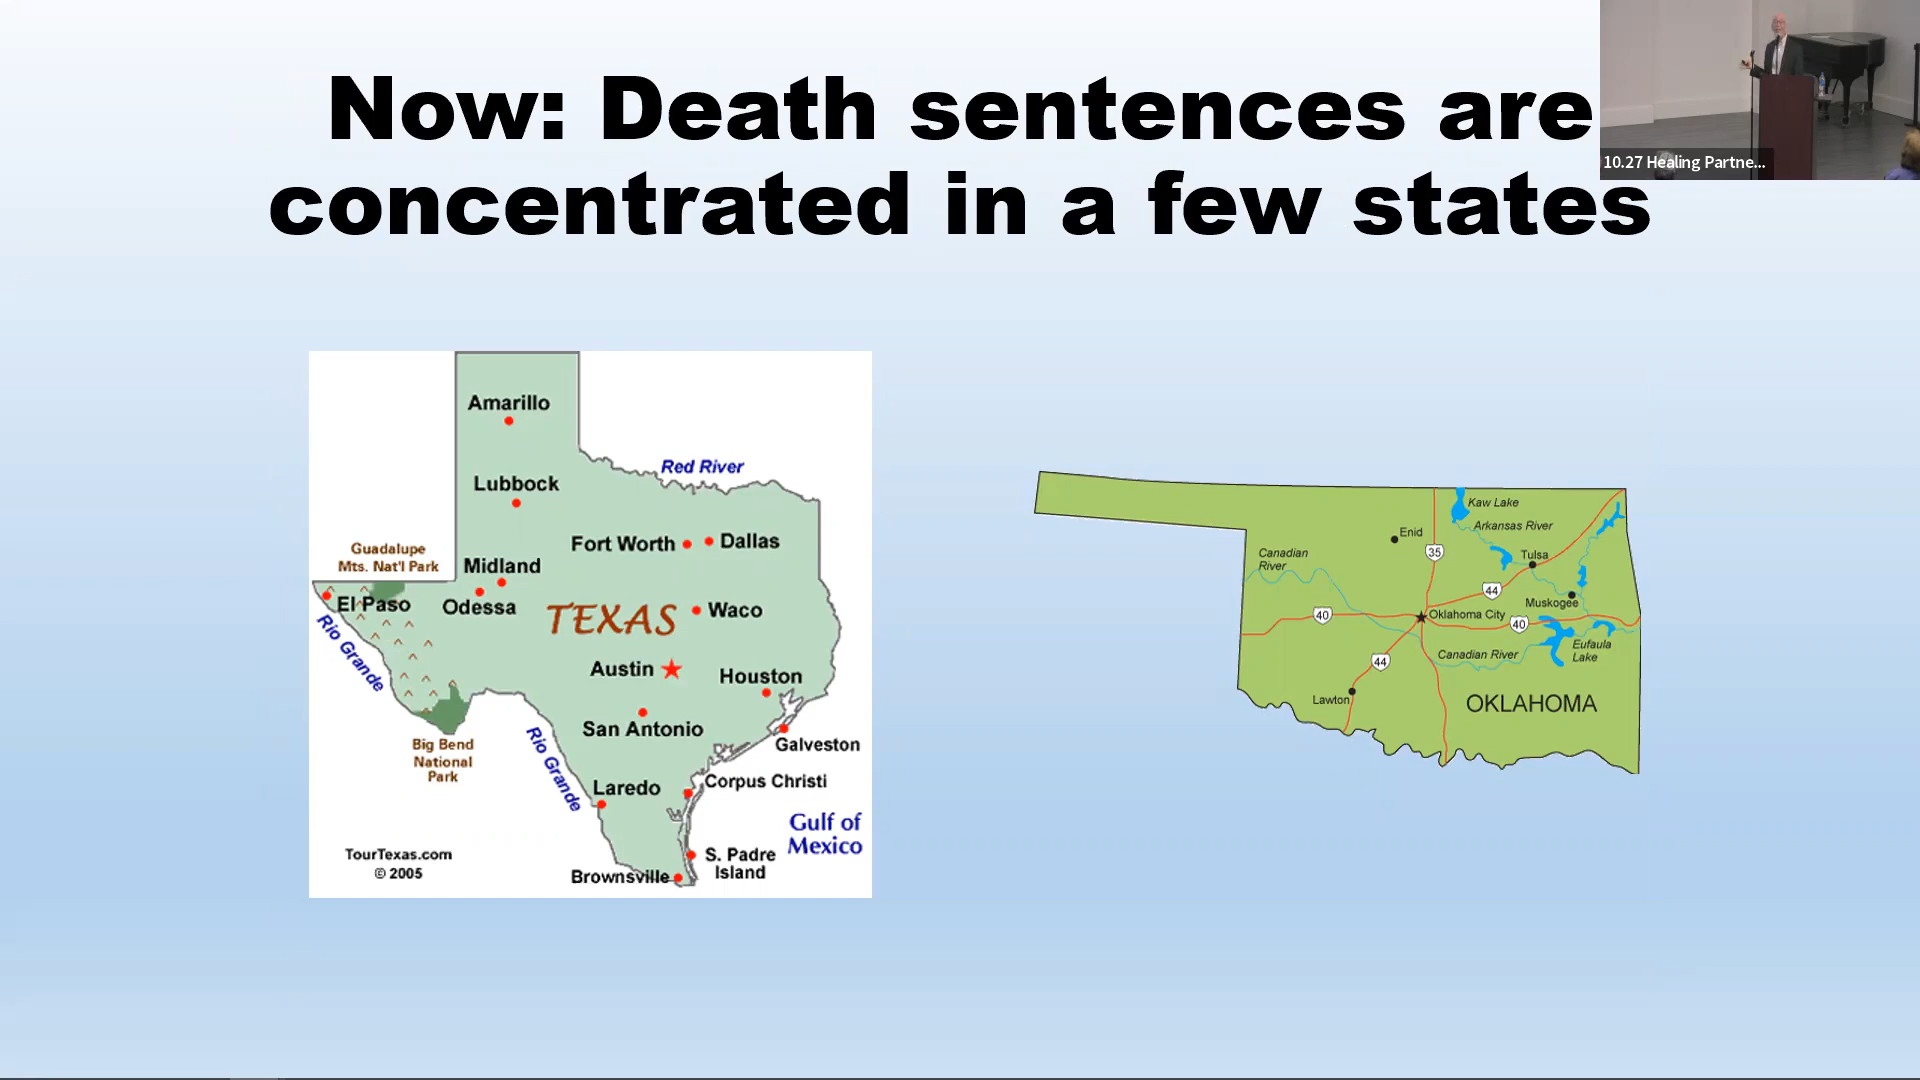 Now: Death sentences are
concentrated in a few states
10.27 Healing Partne...
Amarillo
Red River
Lubbock
Fort Worth
Dallas
Guadalupe
Mts. Nat'l Park
Midland
El Paso
Odessa
TEXAS
Waco
Rio Grande
Austin
Houston
San Antonio
Galveston
Big Bend
National
Park
Rio Grande
Laredo
Corpus Christi
Gulf of
Mexico
TourTexas.com
© 2005
S. Padre
Island
Brownsville
Kaw Lake
Arkansas River
Enid
35
Canadian
River
Tulsa
44
Muskogee
40
Oklahoma City
40
Eufaula
Lake
Canadian River
44
Lawton
OKLAHOMA